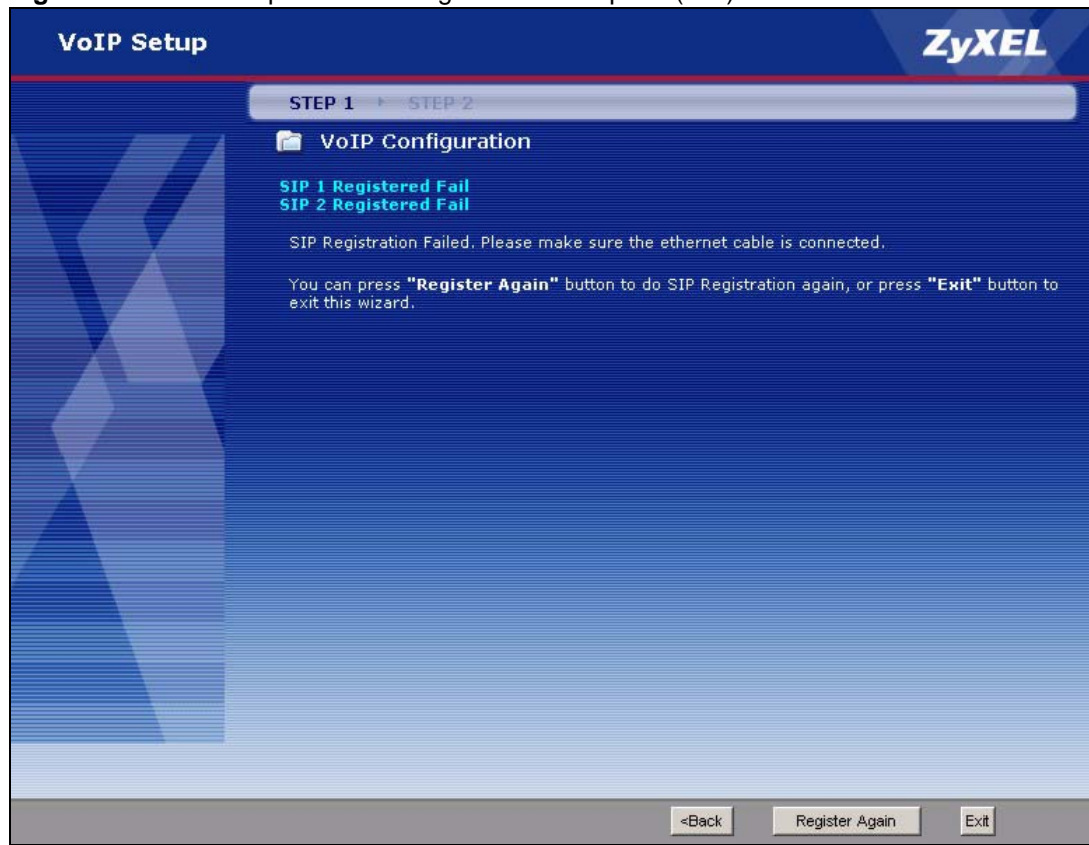 VoIP Setup
ZyXEL
STEP 1 STEP 2
VoIP Configuration
SIP 1 Registered Fail
SIP 2 Registered Fail
SIP Registration Failed. Please make sure the ethernet cable is connected.
You can press "Register Again" button to do SIP Registration again, or press "Exit" button to
exit this wizard.
<Back Register Again Exit